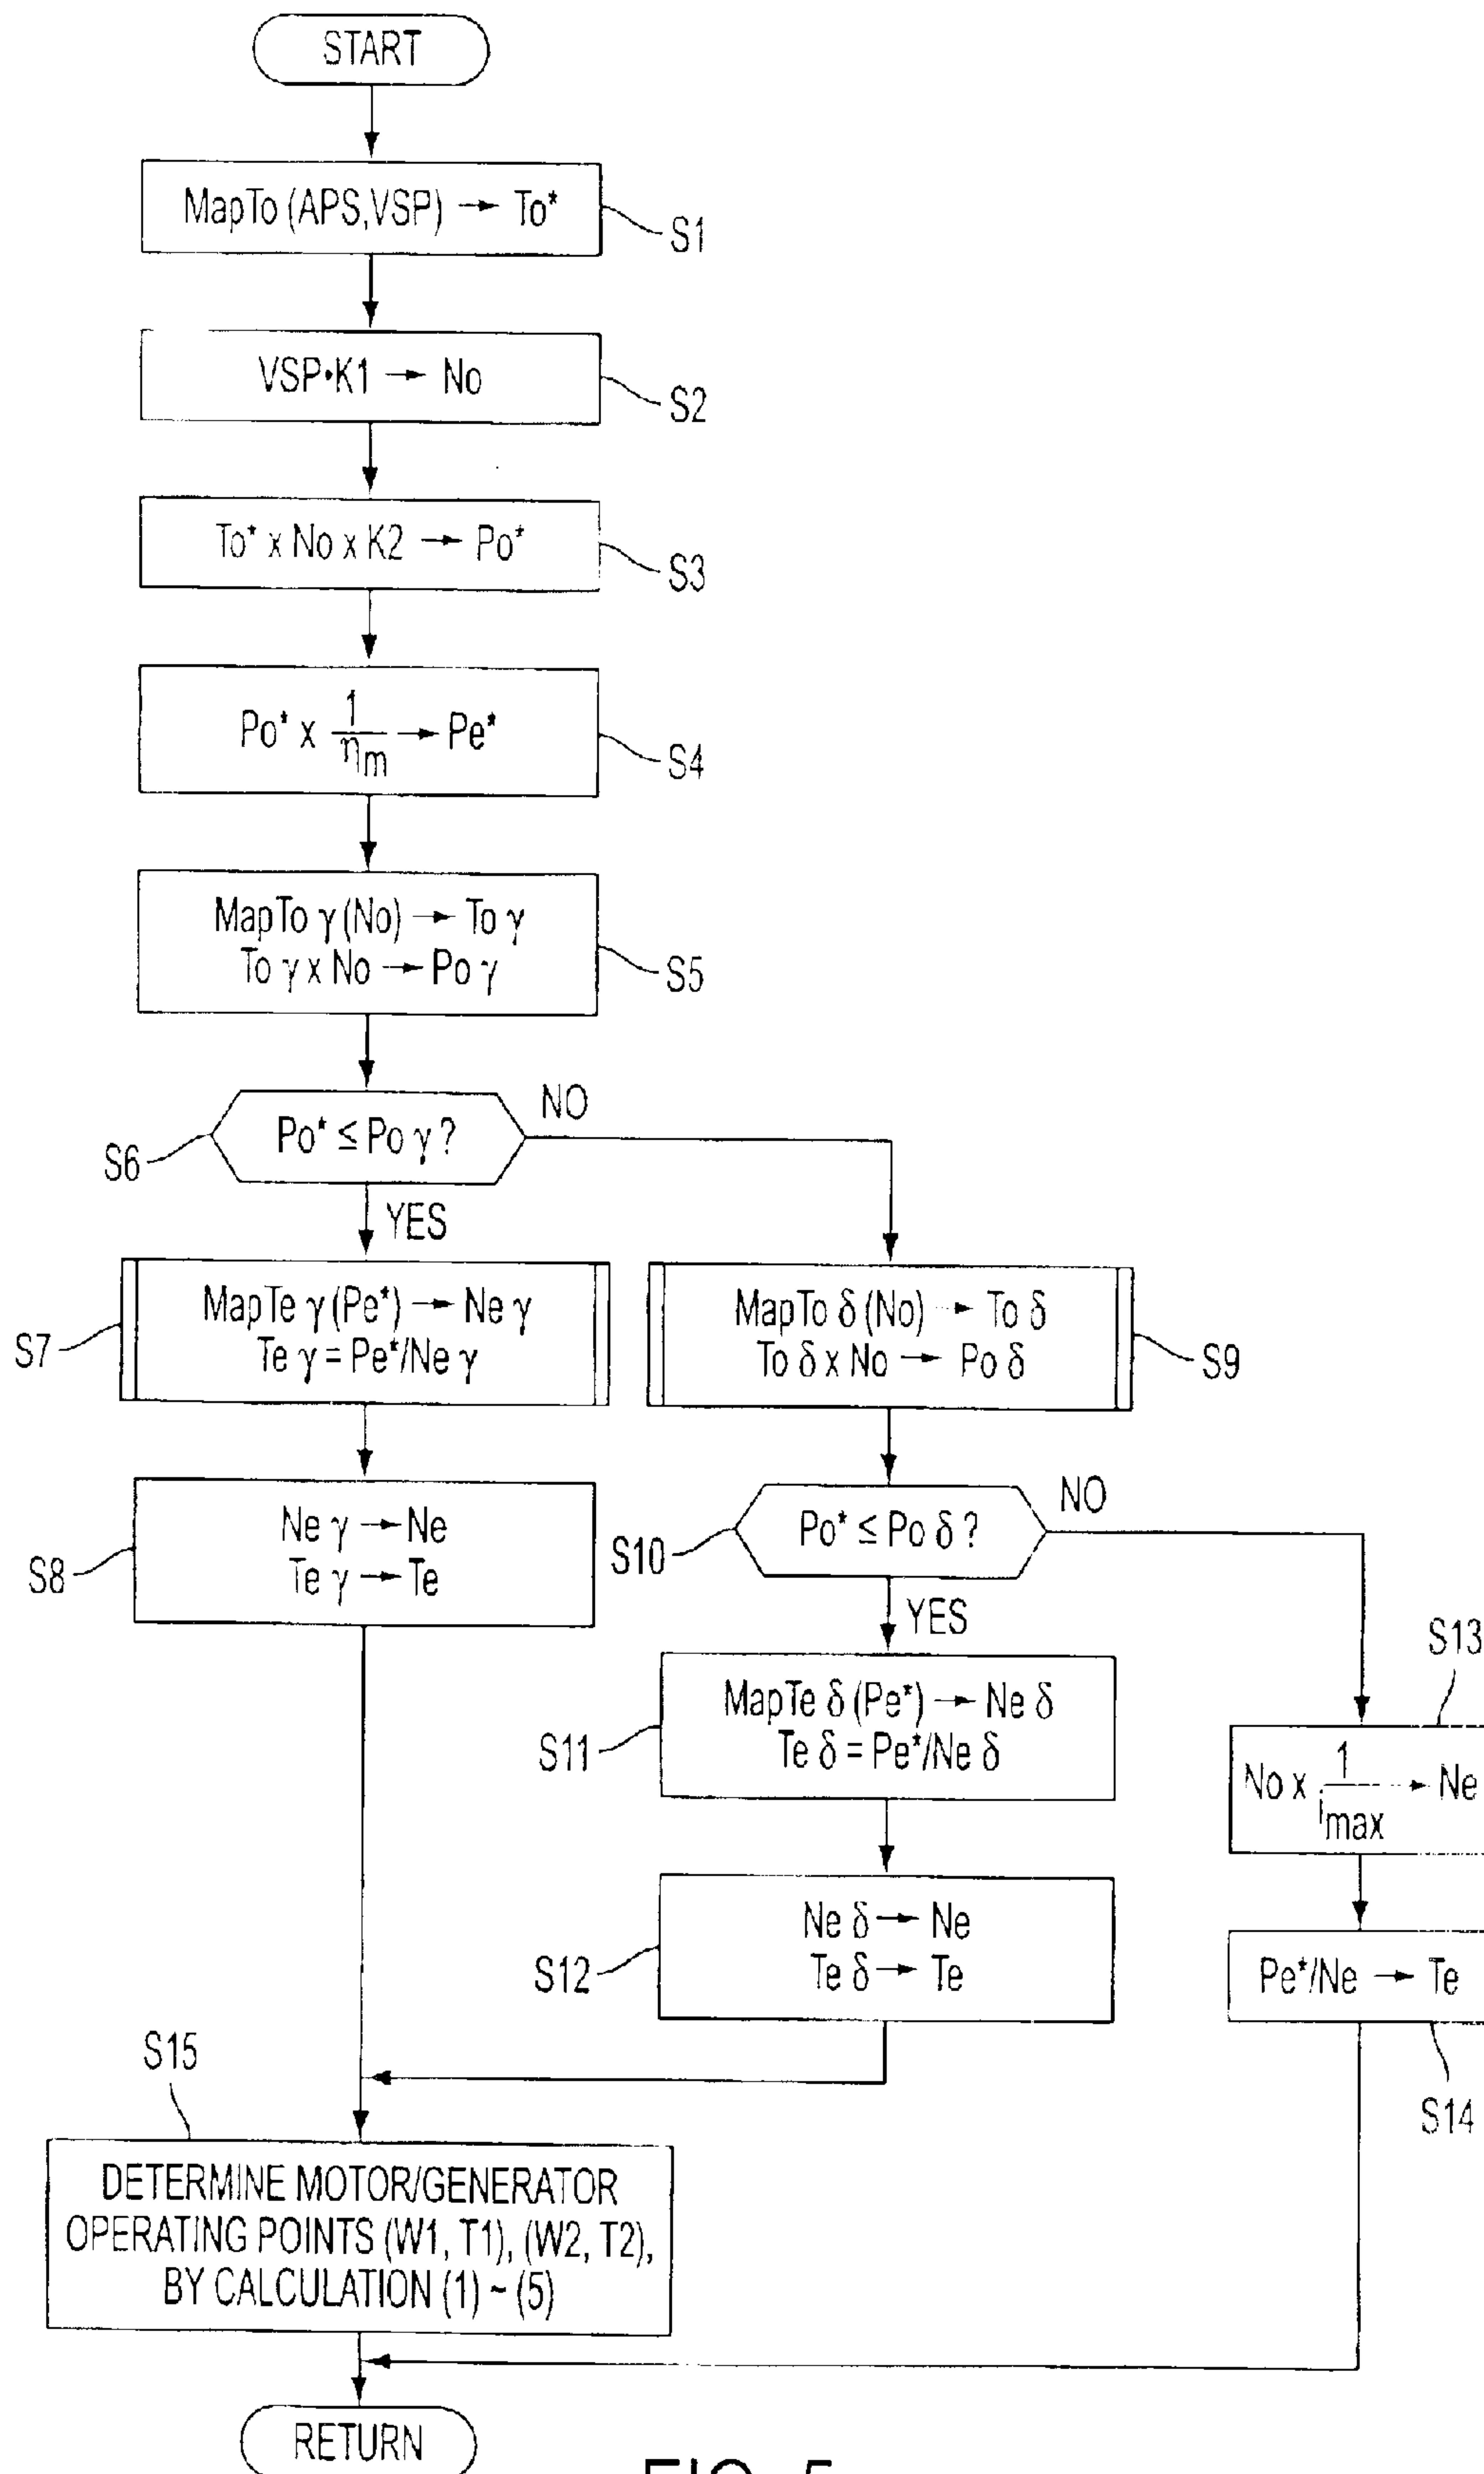 START
MapTo (APS,VSP) → To*
S1
VSP•K1 → No
S2
To* x No x K2 → Po*
S3
Po* x 1/ηm → Pe*
S4
MapTo γ (No) → To γ
To γ x No → Po γ
S5
Po* ≤ Po γ ?
S6
NO
YES
MapTe γ (Pe*) → Ne γ
Te γ = Pe*/Ne γ
S7
MapTo δ (No) → To δ
To δ x No → Po δ
S9
Ne γ → Ne
Te γ → Te
S8
Po* ≤ Po δ ?
S10
NO
YES
MapTe δ (Pe*) → Ne δ
Te δ = Pe*/Ne δ
S11
S13
No x 1/imax → Ne
Ne δ → Ne
Te δ → Te
S12
Pe*/Ne → Te
S14
S15
DETERMINE MOTOR/GENERATOR
OPERATING POINTS (W1, T1), (W2, T2),
BY CALCULATION (1) ~ (5)
RETURN
FIG. 5